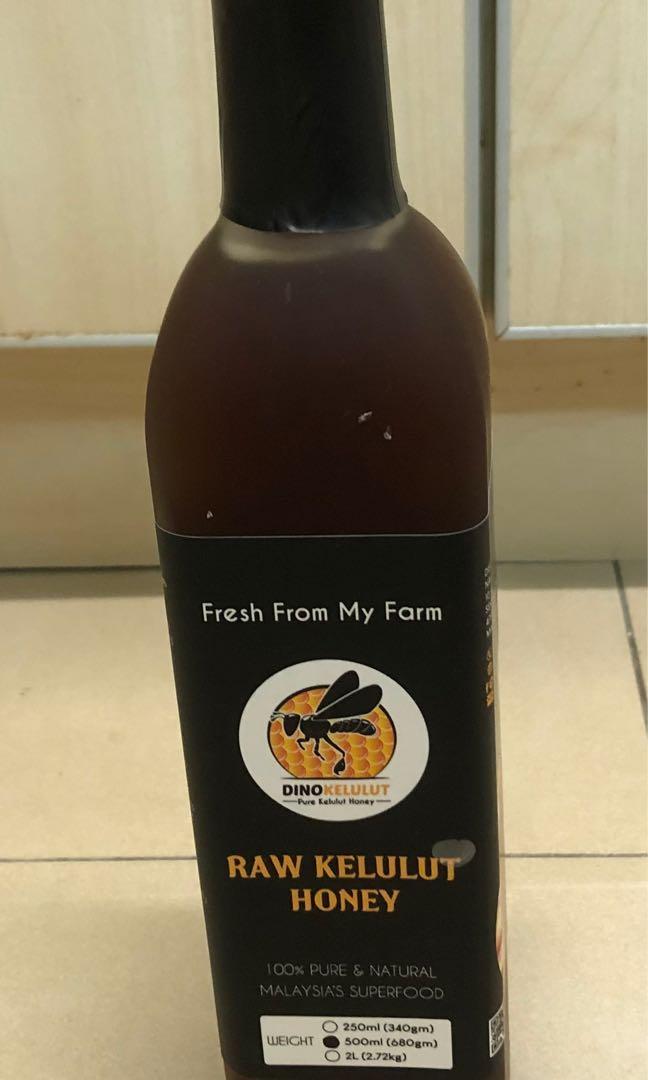 Fresh From My Farm
DINOKELULUT
Pure Kelulut Honey
RAW KELULUT
HONEY
100% PURE & NATURAL
MALAYSIA'S SUPERFOOD
WEIGHT
250ml (340gm)
500ml (680gm)
2L (2.72kg)